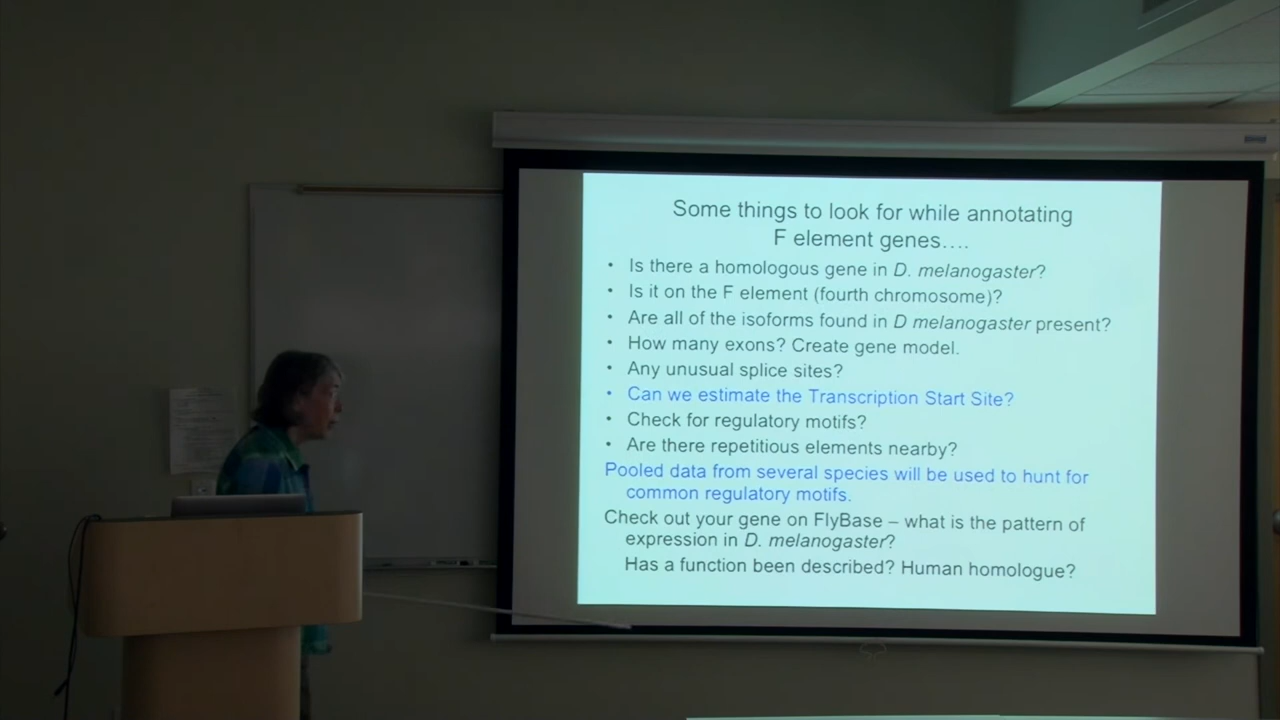 Some things to look for while annotating
F element genes….
• Is there a homologous gene in D. melanogaster?
• Is it on the F element (fourth chromosome)?
• Are all of the isoforms found in D melanogaster present?
• How many exons? Create gene model.
• Any unusual splice sites?
• Can we estimate the Transcription Start Site?
• Check for regulatory motifs?
• Are there repetitious elements nearby?
Pooled data from several species will be used to hunt for
common regulatory motifs.
Check out your gene on FlyBase – what is the pattern of
expression in D. melanogaster?
Has a function been described? Human homologue?